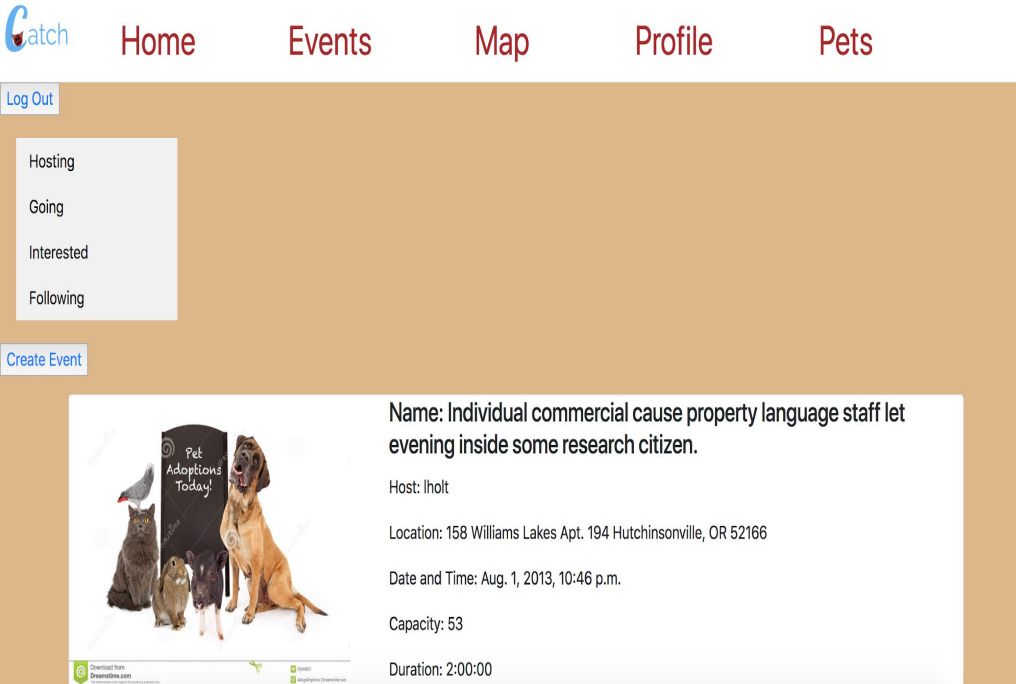 Catch
Home Events Map Profile Pets
Log Out
Hosting
Going
Interested
Following
Create Event
Name: Individual commercial cause property language staff let
evening inside some research citizen.
Host: lholt
Location: 158 Williams Lakes Apt. 194 Hutchinsonville, OR 52166
Date and Time: Aug. 1, 2013, 10:46 p.m.
Capacity: 53
Duration: 2:00:00
Pet
Adoptions
Today!
Download from
Dreamstime.com